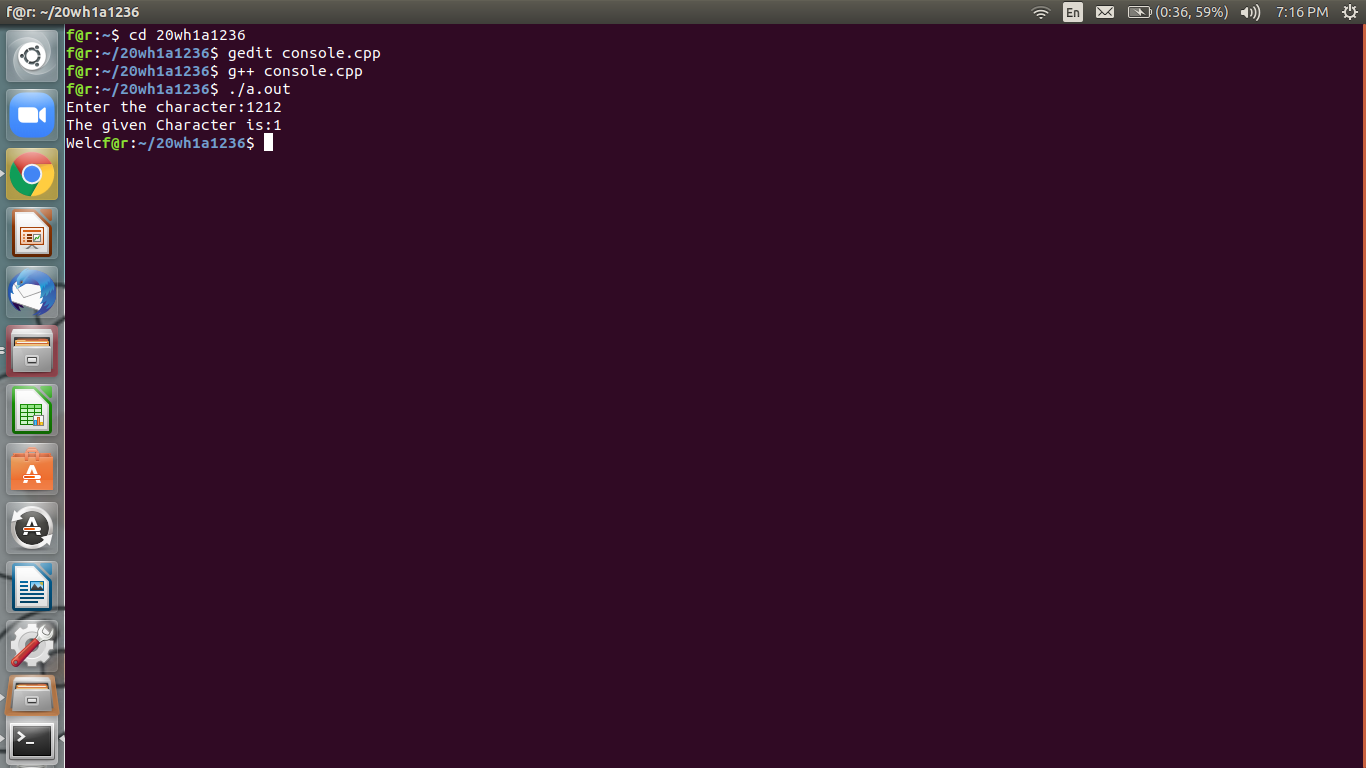 f@r: ~/20wh1a1236
En
(0:36, 59%)
7:16 PM
f@r:~$ cd 20wh1a1236
f@r:~/20wh1a1236$ gedit console.cpp
f@r:~/20wh1a1236$ g++ console.cpp
f@r:~/20wh1a1236$ ./a.out
Enter the character:1212
The given Character is:1
Welcf@r:~/20wh1a1236$